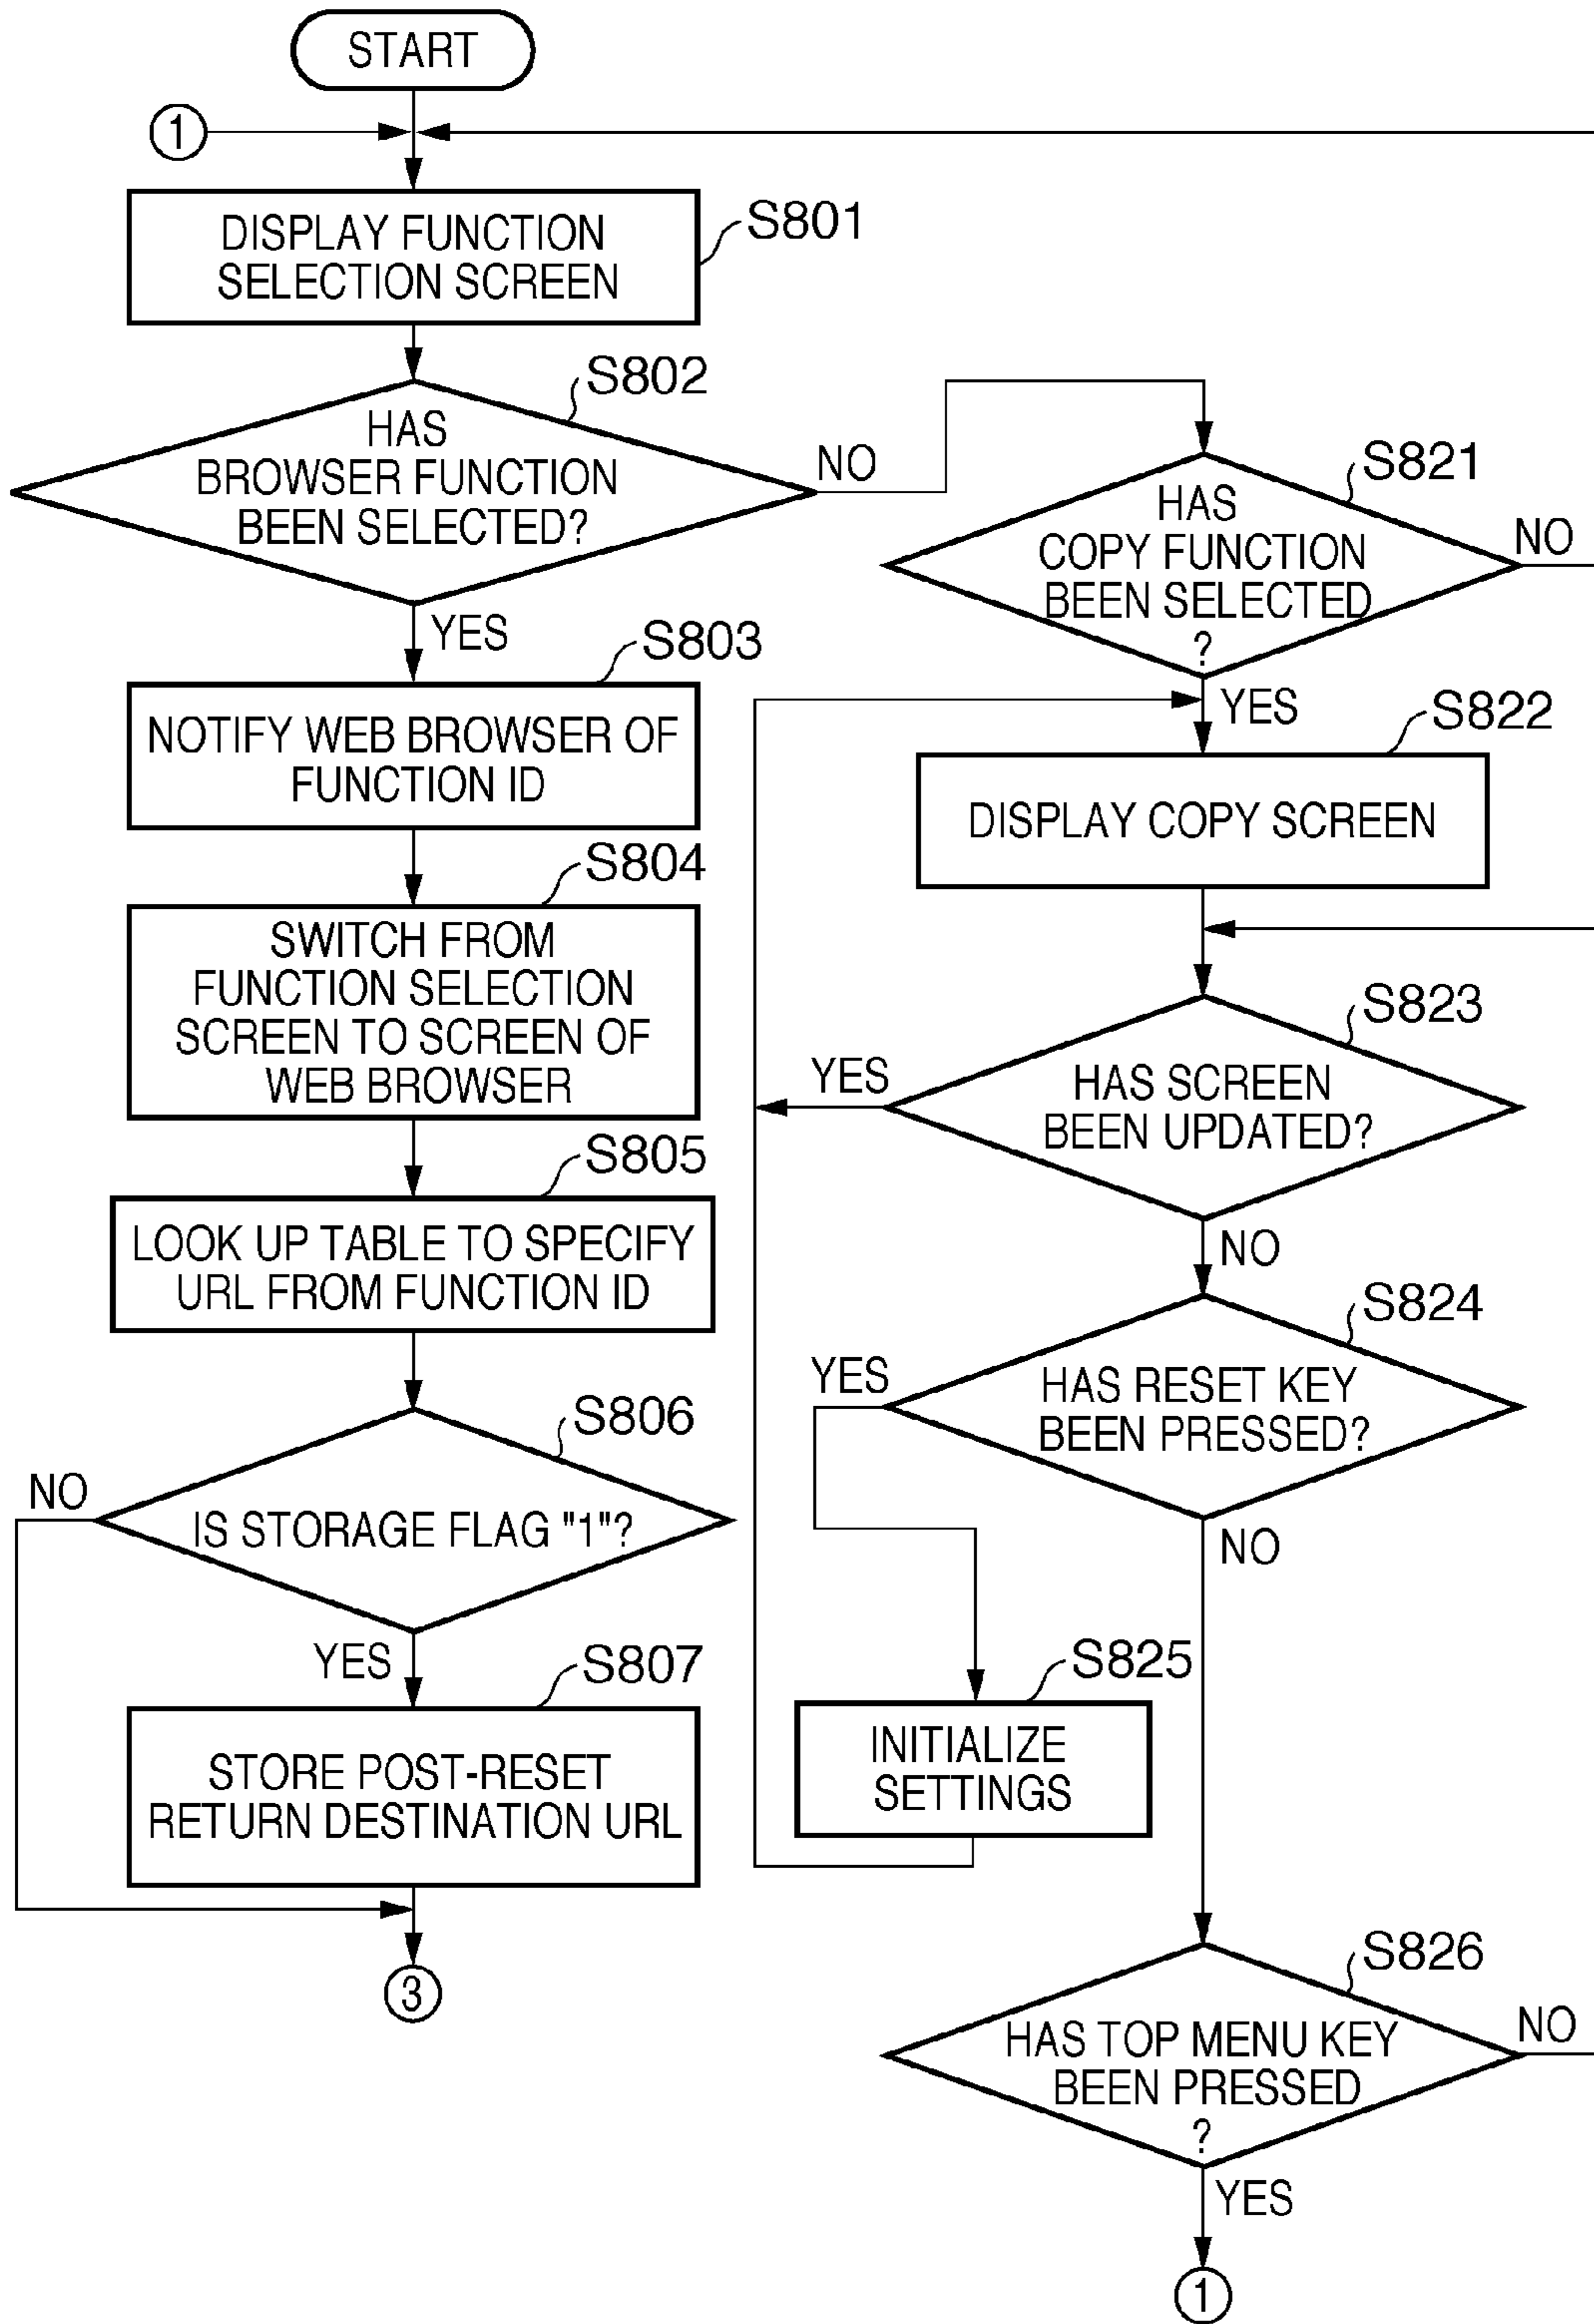 START
1
DISPLAY FUNCTION
SELECTION SCREEN
S801
HAS
BROWSER FUNCTION
BEEN SELECTED?
S802
NO
YES
NOTIFY WEB BROWSER OF
FUNCTION ID
S803
SWITCH FROM
FUNCTION SELECTION
SCREEN TO SCREEN OF
WEB BROWSER
S804
LOOK UP TABLE TO SPECIFY
URL FROM FUNCTION ID
S805
IS STORAGE FLAG "1"?
S806
NO
YES
STORE POST-RESET
RETURN DESTINATION URL
S807
3
HAS
COPY FUNCTION
BEEN SELECTED
?
S821
NO
YES
DISPLAY COPY SCREEN
S822
HAS SCREEN
BEEN UPDATED?
S823
YES
NO
HAS RESET KEY
BEEN PRESSED?
S824
YES
NO
INITIALIZE
SETTINGS
S825
HAS TOP MENU KEY
BEEN PRESSED
?
S826
NO
YES
1